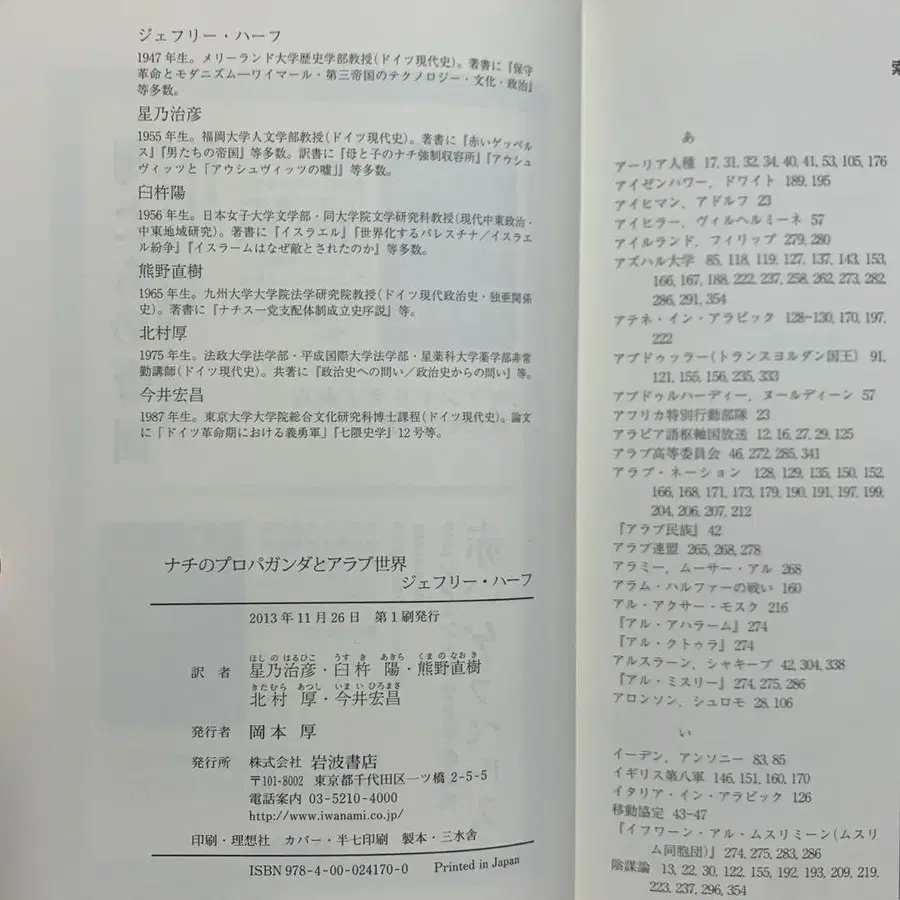 ジェフリー・ハーフ
1947年生。メリーランド大学歴史学部教授(ドイツ現代史)。著書に『保守
革命とモダニズム―ワイマール・第三帝国のテクノロジー・文化・政治』
等多数。
星乃治彦
1955年生。福岡大学人文学部教授(ドイツ現代史)。著書に『赤いゲッベル
ス』『男たちの帝国』等多数。訳書に『母と子のナチ強制収容所』『アウシュ
ヴィッツと「アウシュヴィッツの嘘」』等多数。
臼杵陽
1956年生。日本女子大学文学部・同大学院文学研究科教授(現代中東政治・
中東地域研究)。著書に『イスラエル』『世界化するパレスチナ/イスラエ
ル紛争』『イスラームはなぜ敵とされたのか』等多数。
熊野直樹
1965年生。九州大学大学院法学研究院教授(ドイツ現代政治史・独亜関係
史)。著書に『ナチス一党支配体制成立史序説』等。
北村厚
1975年生。法政大学法学部・平成国際大学法学部・星薬科大学薬学部非常
勤講師(ドイツ現代史)。共著に『政治史への問い/政治史からの問い』等。
今井宏昌
1987年生。東京大学大学院総合文化研究科博士課程(ドイツ現代史)。論文
に「ドイツ革命期における義勇軍」『七隈史学』12号等。
ナチのプロパガンダとアラブ世界
ジェフリー・ハーフ
2013年11月26日 第1刷発行
ほしのはるひこ うすき あきら くまのなおき
訳者 星乃治彦・臼杵 陽・熊野直樹
きたむら あつし いまいひろまさ
北村 厚・今井宏昌
発行者 岡本 厚
発行所 株式会社 岩波書店
〒101-8002 東京都千代田区一ツ橋2-5-5
電話案内 03-5210-4000
http://www.iwanami.co.jp/
印刷・理想社 カバー・半七印刷 製本・三水舎
ISBN 978-4-00-024170-0 Printed in Japan
索
あ
アーリア人種 17, 31, 32, 34, 40, 41, 53, 105, 176
アイゼンハワー,ドワイト 189, 195
アイヒマン,アドルフ 23
アイヒラー,ヴィルヘルミーネ 57
アイルランド,フィリップ 279, 280
アズハル大学 85, 118, 119, 127, 137, 143, 153,
166, 167, 188, 222, 237, 258, 262, 273, 282,
286, 291, 354
アテネ・イン・アラビック 128-130, 170, 197,
222
アブドゥッラー(トランスヨルダン国王) 91,
121, 155, 156, 235, 333
アブドゥルハーディー,ヌールディーン 57
アフリカ特別行動部隊 23
アラビア語枢軸国放送 12, 16, 27, 29, 125
アラブ高等委員会 46, 272, 285, 341
アラブ・ネーション 128, 129, 135, 150, 152,
166, 168, 171, 173, 179, 190, 191, 197, 199,
204, 206, 207, 212
『アラブ民族』 42
アラブ連盟 265, 268, 278
アラミー,ムーサー・アル 268
アラム・ハルファーの戦い 160
アル・アクサー・モスク 216
『アル・アハラーム』 274
『アル・クトゥラ』 274
アルスラーン,シャキーブ 42, 304, 338
『アル・ミスリー』 274, 275, 286
アロンソン,シュロモ 28, 106
い
イーデン,アンソニー 83, 85
イギリス第八軍 146, 151, 160, 170
イタリア・イン・アラビック 126
移動協定 43-47
『イフワーン・アル・ムスリミーン(ムスリ
ム同胞団)』 274, 275, 283, 286
陰謀論 13, 22, 30, 122, 155, 192, 193, 209, 219,
223, 237, 296, 354